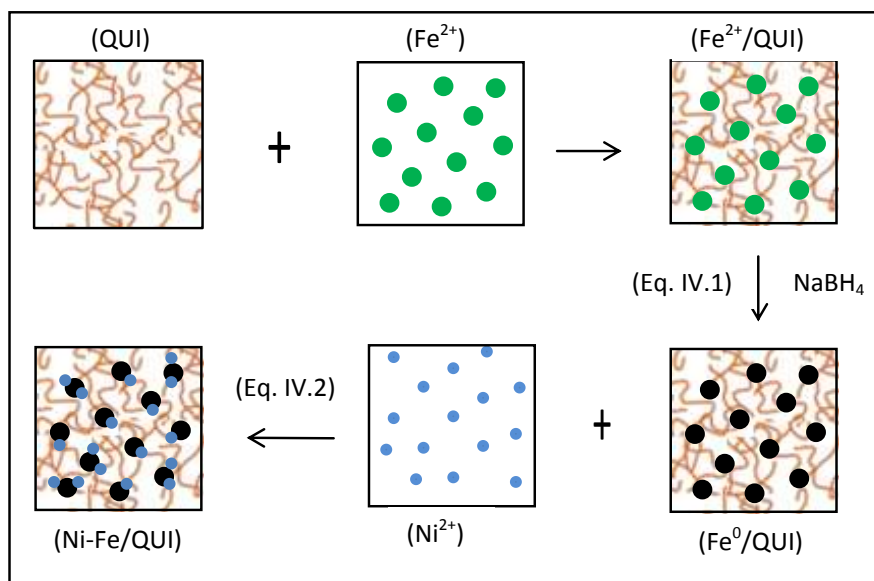 (QUI)
(Fe²⁺)
(Fe²⁺/QUI)
+
(Eq. IV.1)
NaBH₄
(Eq. IV.2)
+
(Ni-Fe/QUI)
(Ni²⁺)
(Fe⁰/QUI)